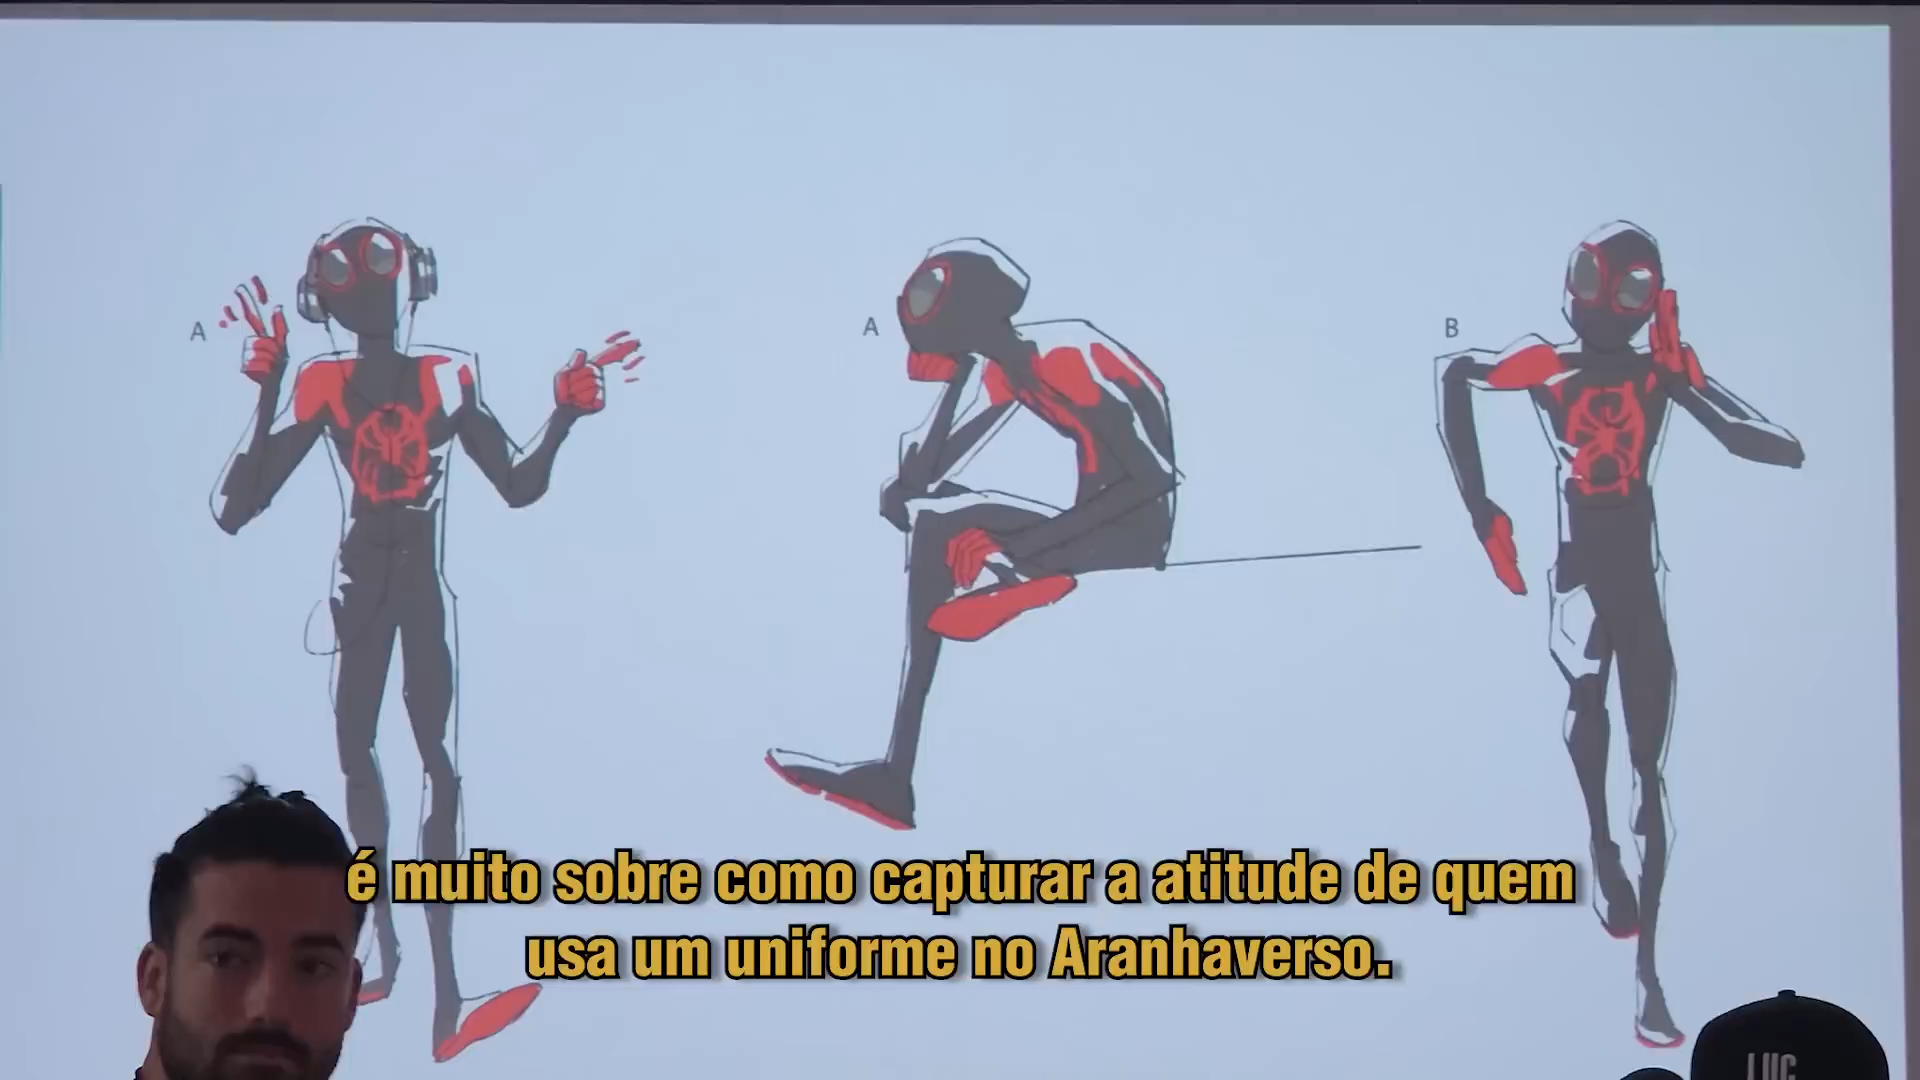 A
A
B
é muito sobre como capturar a atitude de quem
usa um uniforme no Aranhaverso.